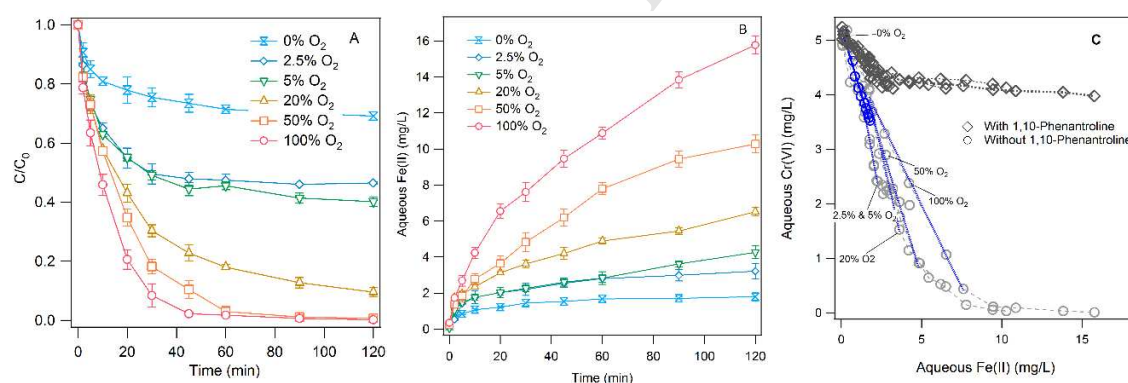 A
0% O2
2.5% O2
5% O2
20% O2
50% O2
100% O2
C/C0
1.0
0.8
0.6
0.4
0.2
0.0
0
20
40
60
80
100
120
Time (min)
B
0% O2
2.5% O2
5% O2
20% O2
50% O2
100% O2
Aqueous Fe(II) (mg/L)
16
14
12
10
8
6
4
2
0
0
20
40
60
80
100
120
Time (min)
C
0% O2
With 1,10-Phenantroline
Without 1,10-Phenantroline
50% O2
100% O2
2.5% & 5% O2
20% O2
Aqueous Cr(VI) (mg/L)
5
4
3
2
1
0
0
5
10
15
Aqueous Fe(II) (mg/L)